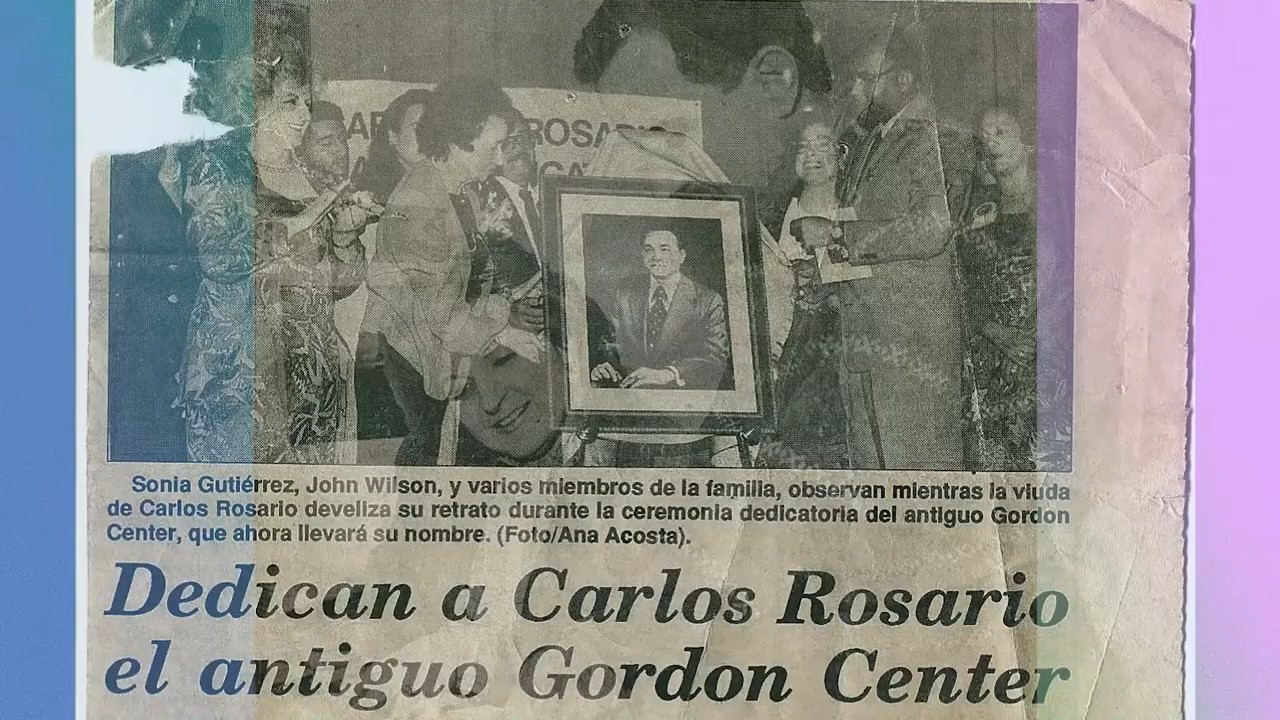 ROSARIO
Sonia Gutiérrez, John Wilson, y varios miembros de la familia, observan mientras la viuda
de Carlos Rosario develiza su retrato durante la ceremonia dedicatoria del antiguo Gordon
Center, que ahora llevará su nombre. (Foto/Ana Acosta).
Dedican a Carlos Rosario
el antiguo Gordon Center